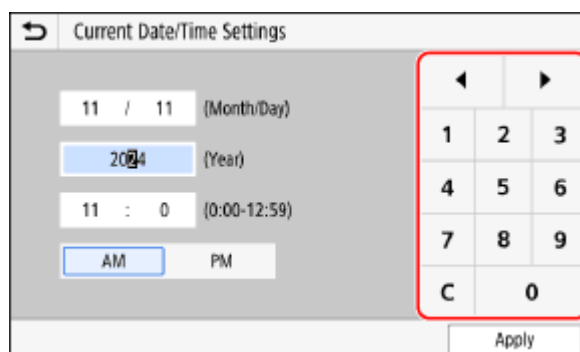 Current Date/Time Settings
11 / 11 (Month/Day)
2024 (Year)
11 : 0 (0:00-12:59)
AM PM
1 2 3
4 5 6
7 8 9
C 0
Apply